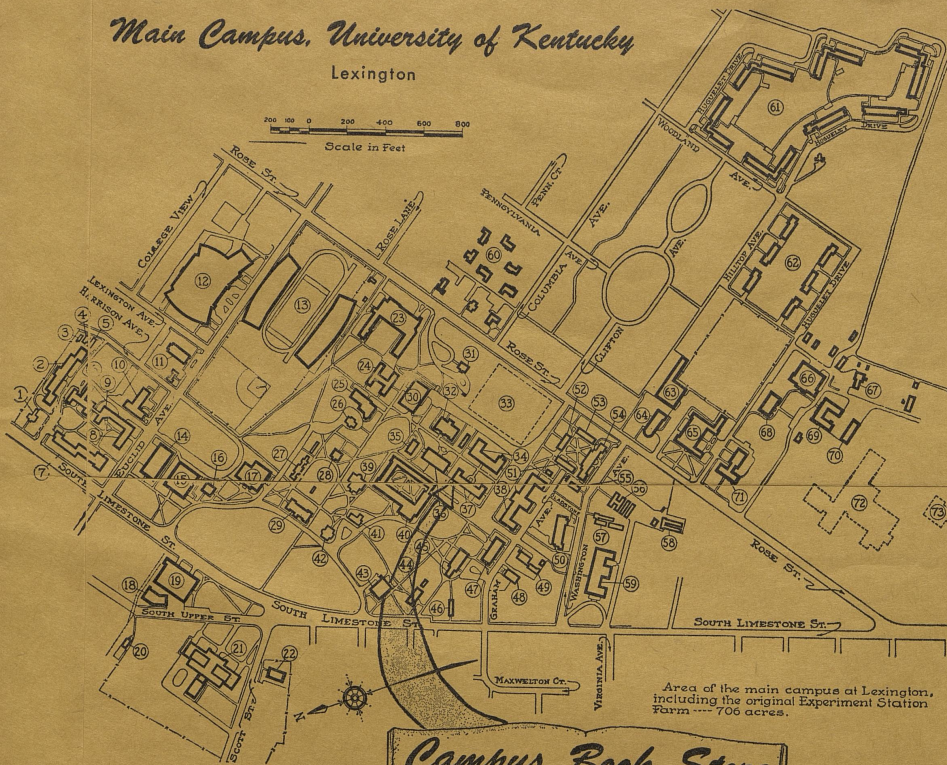 Main Campus, University of Kentucky
Lexington
200 100 0 200 400 600 800
Scale in Feet
ROSE ST.
COLLEGE VIEW
ROSE LANE
PENNSYLVANIA
AVE.
PENN. CT.
COLUMBIA
AVE.
WOODLAND
AVE.
HUGUELET DRIVE
HUGUELET
DRIVE
HILLTOP AVE.
HUGUELET DRIVE
CLIFTON
AVE.
LEXINGTON AVE.
HARRISON AVE.
EUCLID
AVE.
ROSE ST.
SOUTH
LIMESTONE
ST.
SOUTH UPPER ST.
SOUTH LIMESTONE ST.
SCOTT ST.
GRAHAM
AVE.
WASHINGTON
MAXWELTON CT.
VIRGINIA AVE.
SOUTH LIMESTONE ST.
ROSE ST.
N
1
2
3
4
5
7
8
9
10
11
12
13
14
15
16
17
18
19
20
21
22
23
24
25
26
27
28
29
30
31
32
33
34
35
36
37
38
39
40
41
42
43
44
45
46
47
48
49
50
51
52
53
54
55
56
57
58
59
60
61
62
63
64
65
66
67
68
69
70
71
72
73
Area of the main campus at Lexington,
including the original Experiment Station
Farm ---- 706 acres.
Campus Book Store